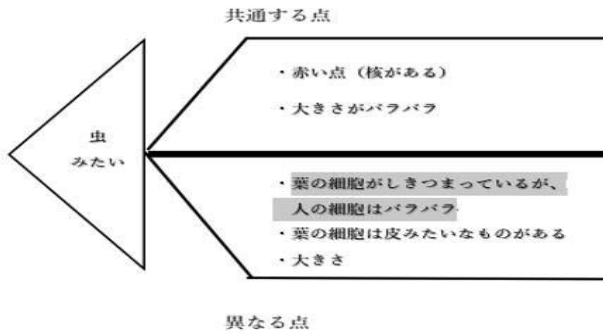 共通する点
・赤い点（核がある）
・大きさがバラバラ
虫
みたい
・葉の細胞がしきつまっているが、
人の細胞はバラバラ
・葉の細胞は皮みたいなものがある
・大きさ
異なる点